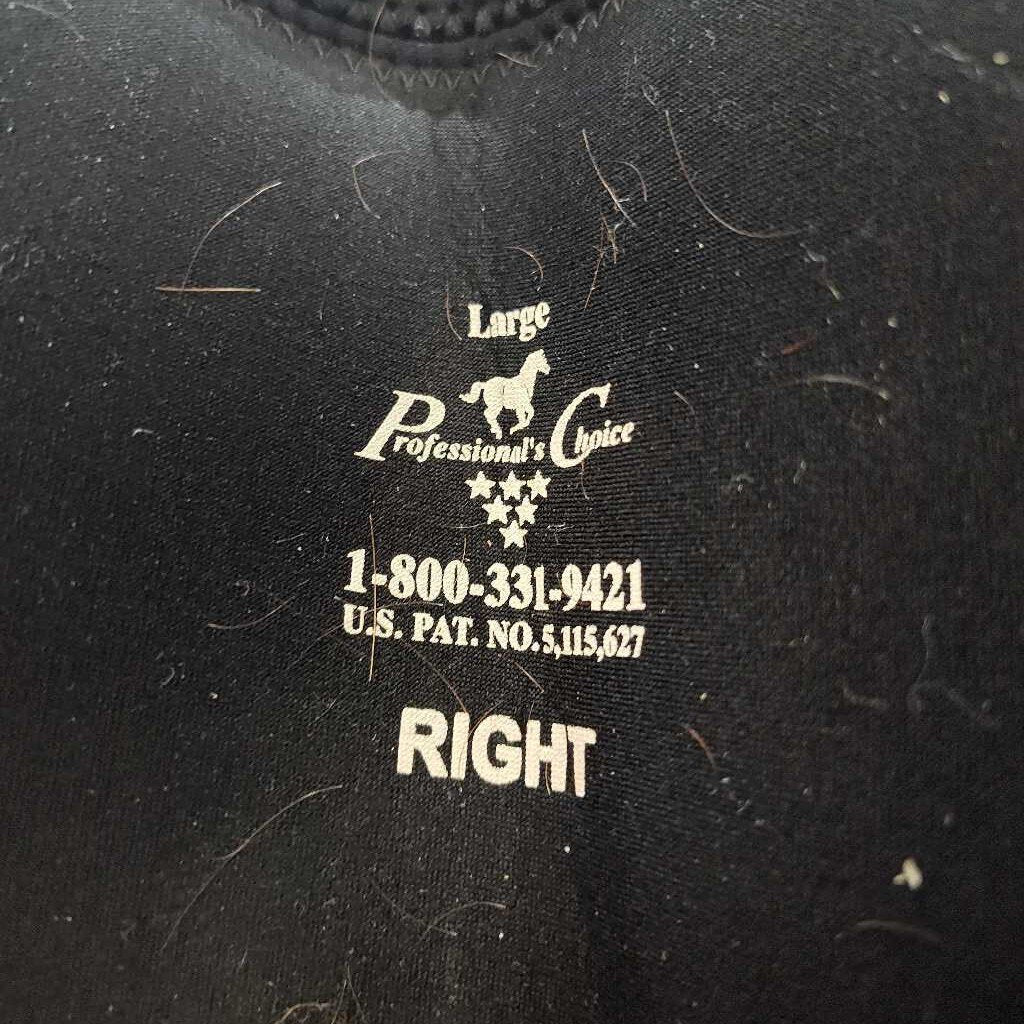 Large
Professional's Choice
1-800-331-9421
U.S. PAT. NO. 5,115,627
RIGHT